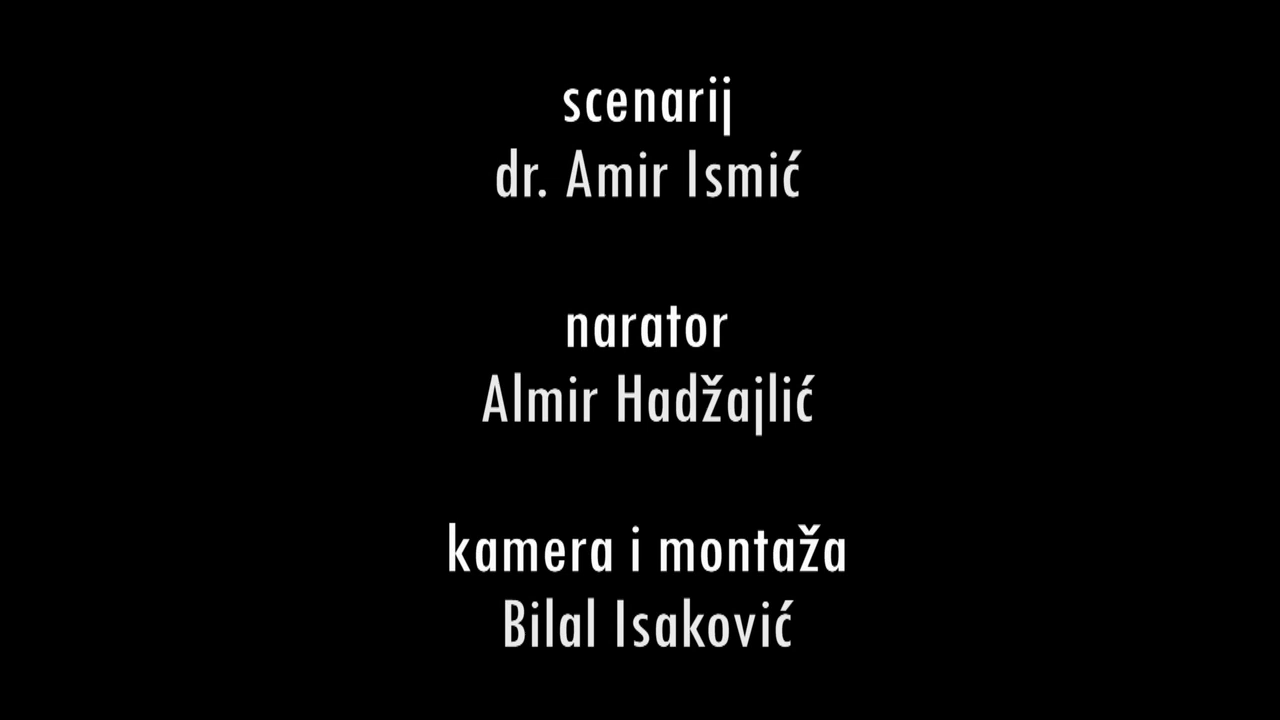 scenarij
dr. Amir Ismić
narator
Almir Hadžajlić
kamera i montaža
Bilal Isaković